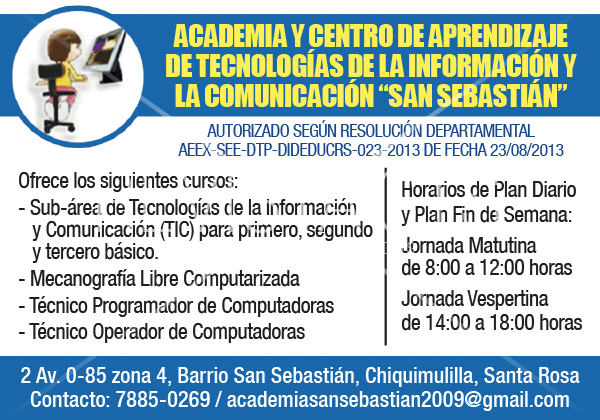 ACADEMIA Y CENTRO DE APRENDIZAJE
DE TECNOLOGÍAS DE LA INFORMACIÓN Y
LA COMUNICACIÓN “SAN SEBASTIÁN”
AUTORIZADO SEGÚN RESOLUCIÓN DEPARTAMENTAL
AEEX-SEE-DTP-DIDEDUCRS-023-2013 DE FECHA 23/08/2013
Ofrece los siguientes cursos:
- Sub-área de Tecnologías de la información
y Comunicación (TIC) para primero, segundo
y tercero básico.
- Mecanografía Libre Computarizada
- Técnico Programador de Computadoras
- Técnico Operador de Computadoras
Horarios de Plan Diario
y Plan Fin de Semana:
Jornada Matutina
de 8:00 a 12:00 horas
Jornada Vespertina
de 14:00 a 18:00 horas
2 Av. 0-85 zona 4, Barrio San Sebastián, Chiquimulilla, Santa Rosa
Contacto: 7885-0269 / academiasansebastian2009@gmail.com